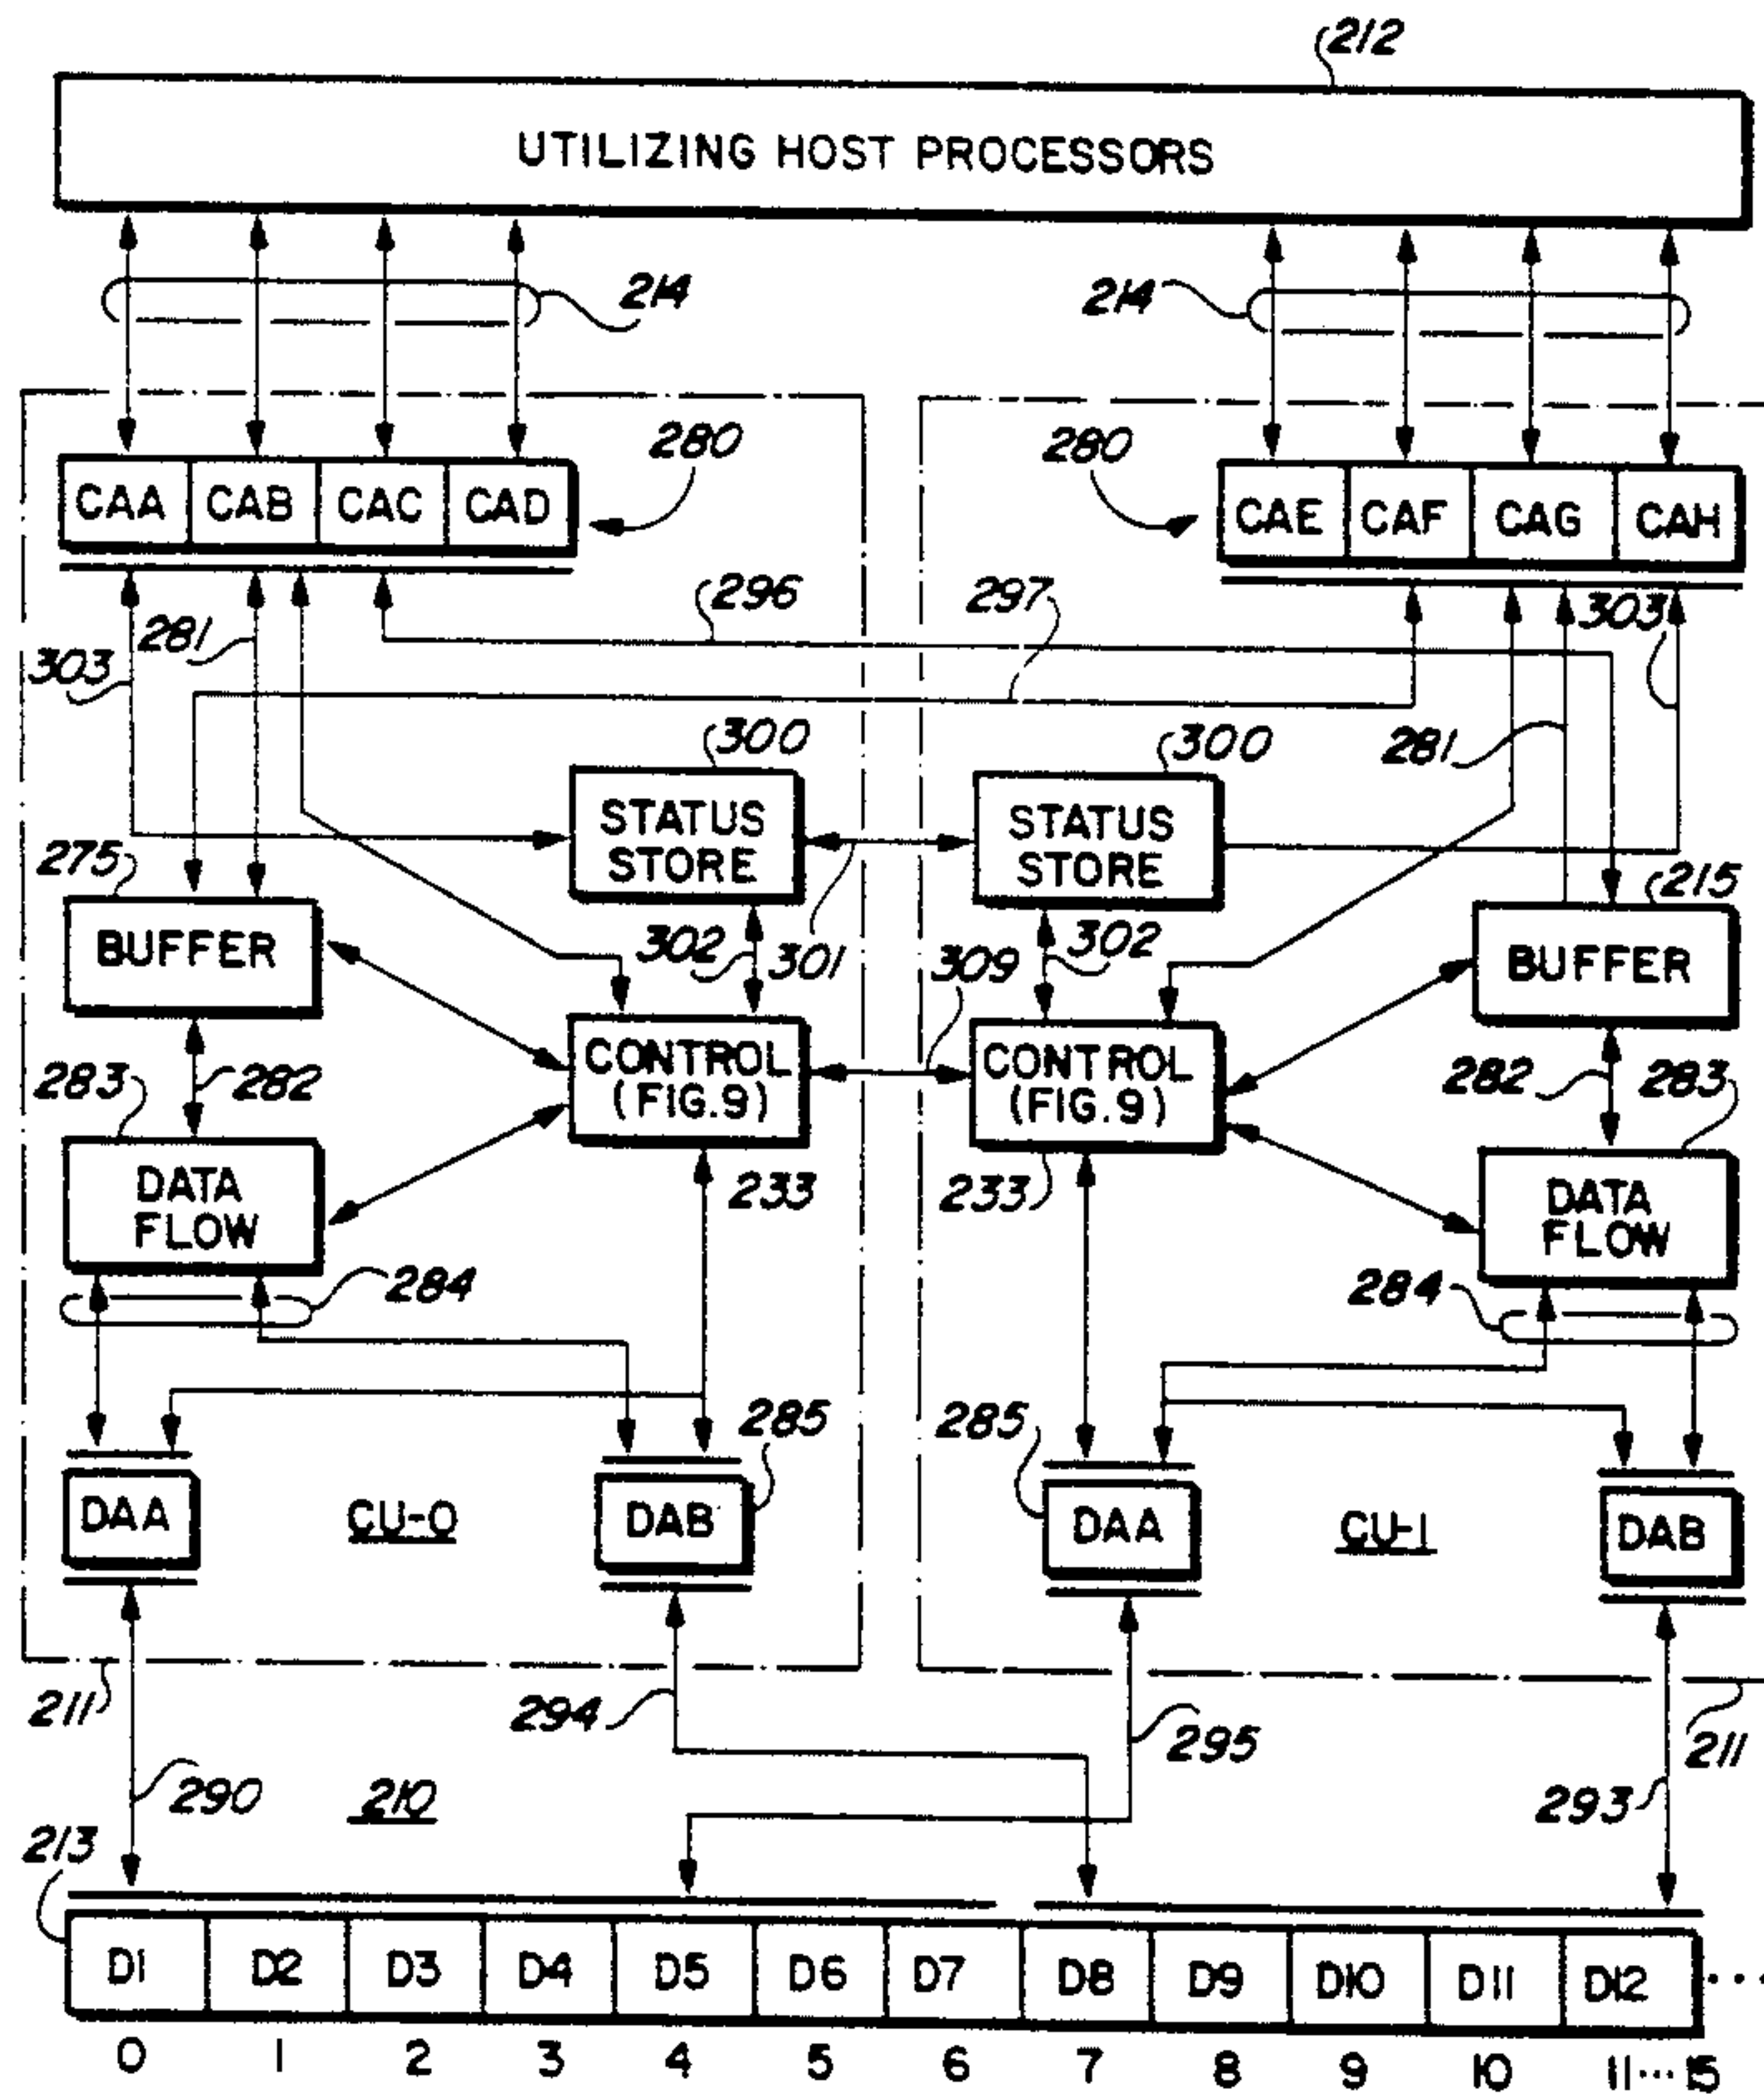 212
UTILIZING HOST PROCESSORS
214 214
280 280
CAA CAB CAC CAD CAE CAF CAG CAH
296 297 303
281
303
300 300 281
STATUS STORE STATUS STORE
275 215
BUFFER 302 301 309 302 BUFFER
283 282 CONTROL (FIG.9) CONTROL (FIG.9) 282 283
DATA FLOW 233 233 DATA FLOW
284 284
285 285
DAA CU-0 DAB DAA CU-1 DAB
211 294 295 211
290 210 293
213
D1 D2 D3 D4 D5 D6 D7 D8 D9 D10 D11 D12 ...
0 1 2 3 4 5 6 7 8 9 10 11...15